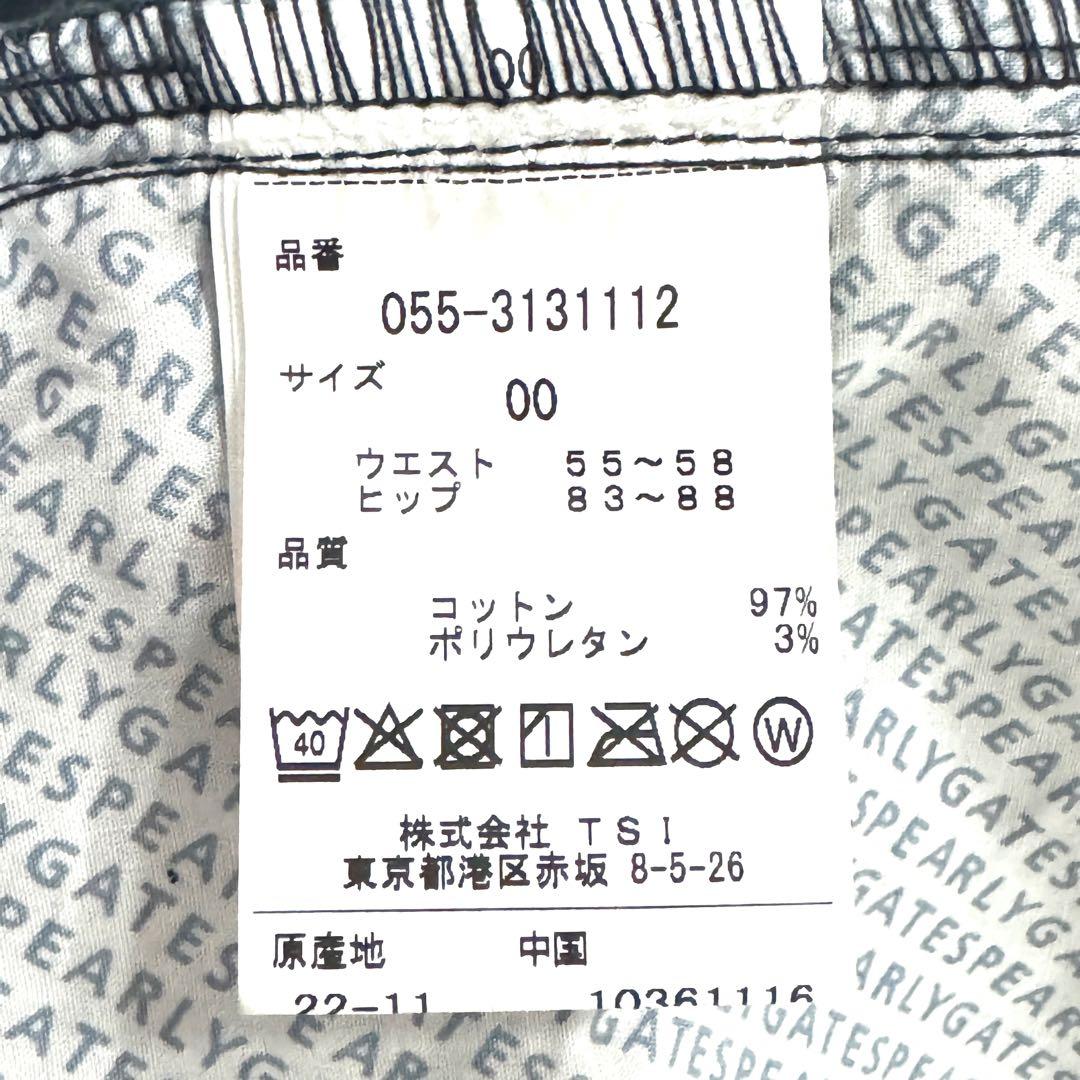 00
品番
055-3131112
サイズ
00
ウエスト 55～58
ヒップ 83～88
品質
コットン 97%
ポリウレタン 3%
40
W
株式会社 TSI
東京都港区赤坂 8-5-26
原産地 中国
22-11 10361116
PEARLYGATES